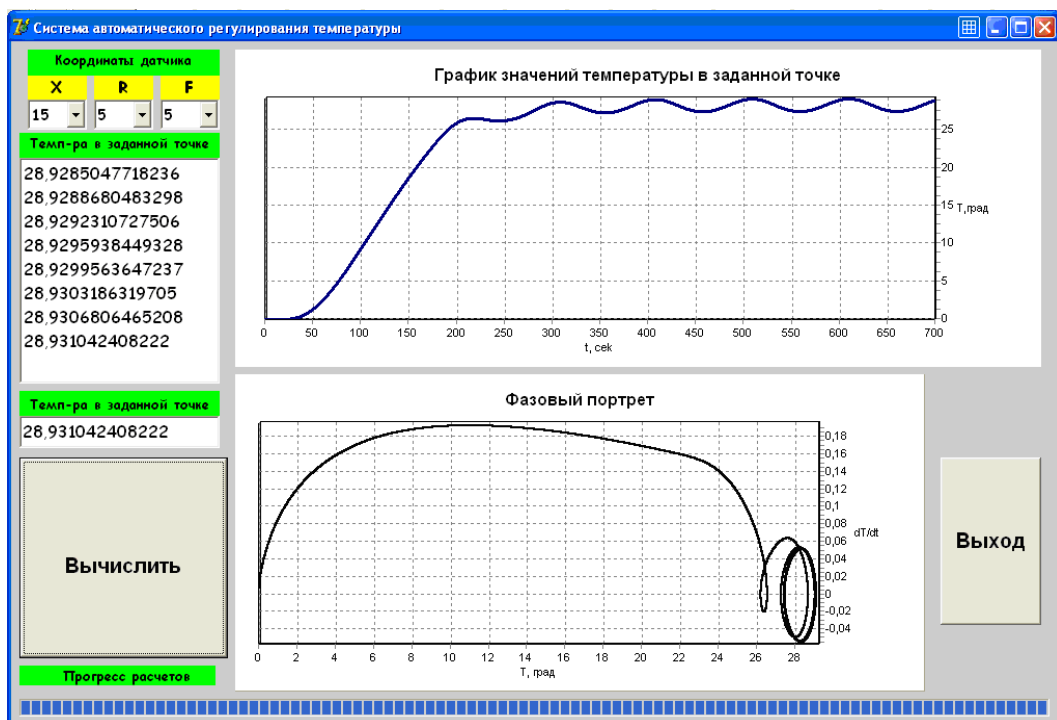 Система автоматического регулирования температуры
Координаты датчика
X R F
15 5 5
Темп-ра в заданной точке
28,9285047718236
28,9288680483298
28,9292310727506
28,9295938449328
28,9299563647237
28,9303186319705
28,9306806465208
28,931042408222
Темп-ра в заданной точке
28,931042408222
Вычислить
Прогресс расчетов
График значений температуры в заданной точке
25
20
15
10
5
0
T,град
0 50 100 150 200 250 300 350 400 450 500 550 600 650 700
t, сек
Фазовый портрет
0,18
0,16
0,14
0,12
0,1
0,08
0,06
0,04
0,02
0
-0,02
-0,04
dT/dt
0 2 4 6 8 10 12 14 16 18 20 22 24 26 28
T, град
Выход